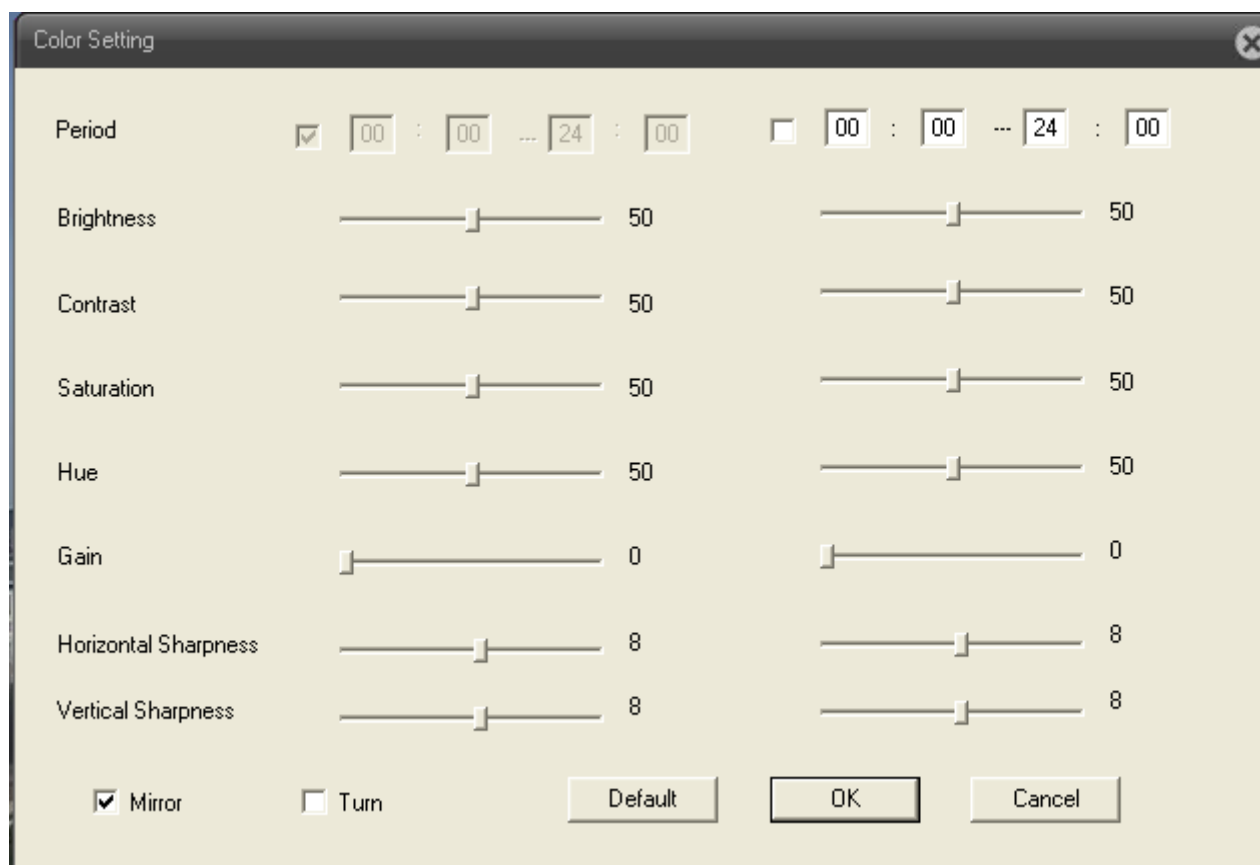 Color Setting
Period 00 : 00 --- 24 : 00 00 : 00 --- 24 : 00
Brightness 50 50
Contrast 50 50
Saturation 50 50
Hue 50 50
Gain 0 0
Horizontal Sharpness 8 8
Vertical Sharpness 8 8
Mirror Turn Default OK Cancel